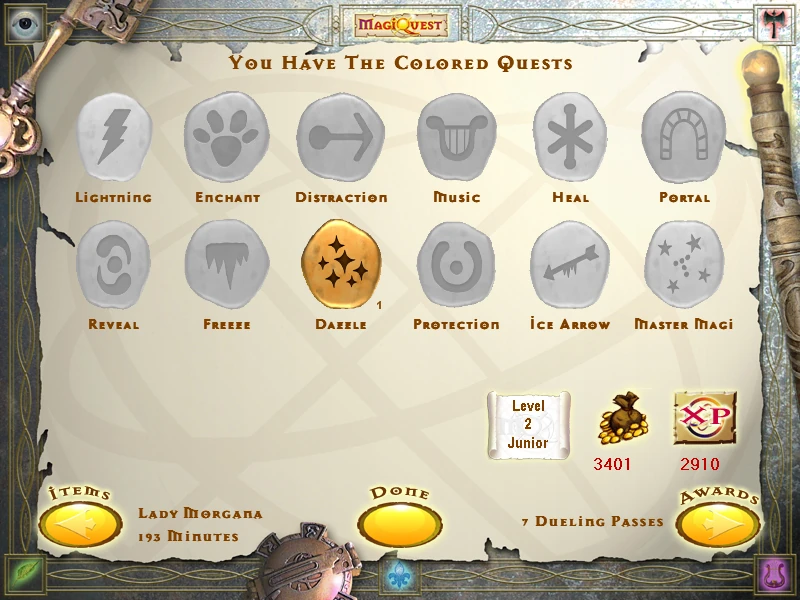 MagiQuest
You Have The Colored Quests
Lightning Enchant Distraction Music Heal Portal
Reveal Freeze Dazzle 1 Protection Ice Arrow Master Magi
Level
2
Junior
XP
3401 2910
Items Done Awards
Lady Morgana
193 Minutes
7 Dueling Passes